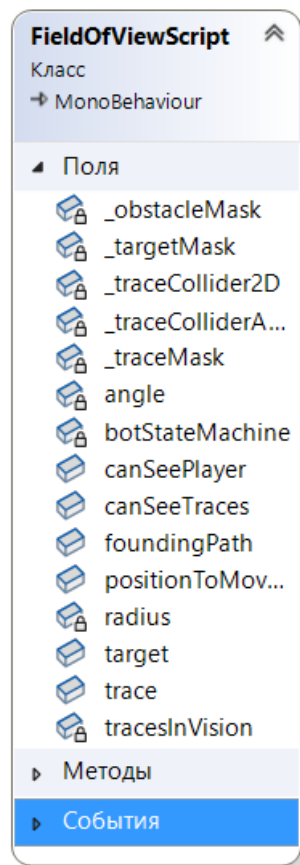 FieldOfViewScript
Класс
MonoBehaviour
Поля
_obstacleMask
_targetMask
_traceCollider2D
_traceColliderA...
_traceMask
angle
botStateMachine
canSeePlayer
canSeeTraces
foundingPath
positionToMov...
radius
target
trace
tracesInVision
Методы
События